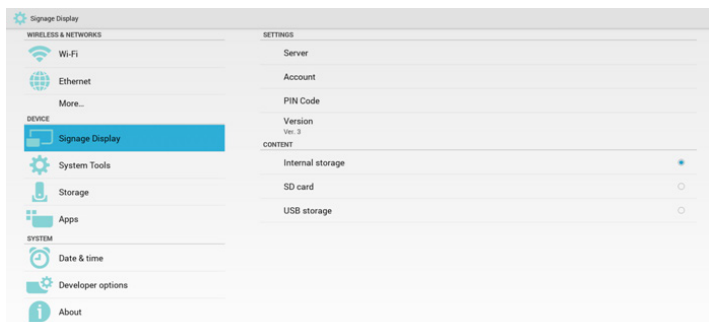 Signage Display
WIRELESS & NETWORKS
Wi-Fi
Ethernet
More...
DEVICE
Signage Display
System Tools
Storage
Apps
SYSTEM
Date & time
Developer options
About
SETTINGS
Server
Account
PIN Code
Version
Ver. 3
CONTENT
Internal storage
SD card
USB storage